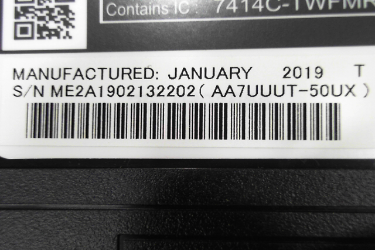 Contains IC 7414C-TWFMR
MANUFACTURED: JANUARY 2019 T
S/N ME2A1902132202(AA7UUUT-50UX)